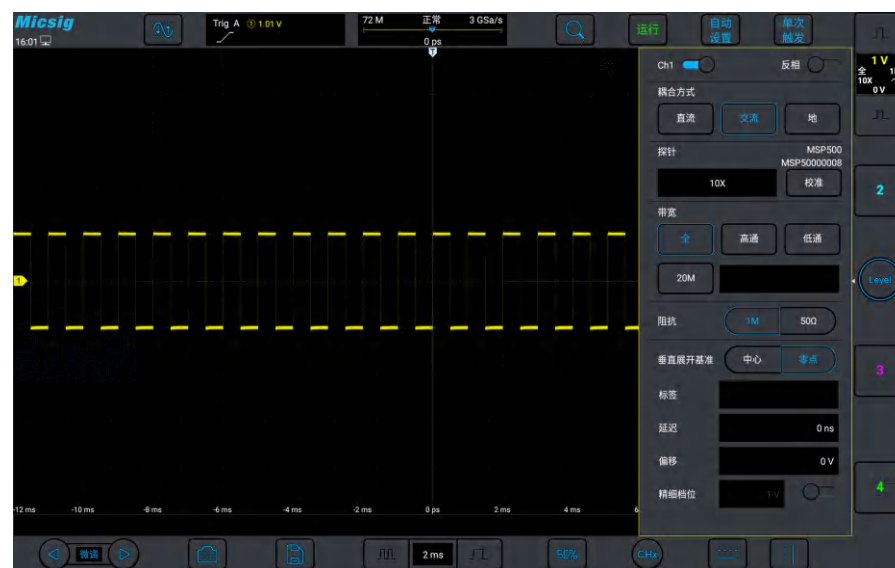 Micsig
16:01
Trig A ① 1.01 V
72 M 正常 3 GSa/s
0 ps
T
运行
自动
设置
单次
触发
Ch1 反相
1 V
全
10X
0 V
耦合方式
直流 交流 地
探针 MSP500
MSP50000008
10X 校准
2
带宽
全 高通 低通
20M
Level
1
阻抗 1M 50Ω
垂直展开基准 中心 零点
3
标签
延迟 0 ns
偏移 0 V
精细档位 1 V
4
-12 ms -10 ms -8 ms -6 ms -4 ms -2 ms 0 ps 2 ms 4 ms 6
微调
2 ms
50%
CHx